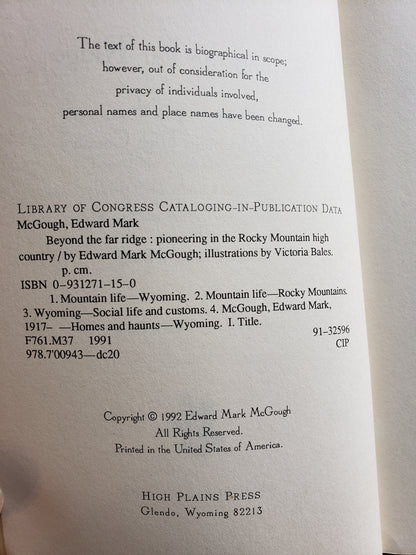 The text of this book is biographical in scope;
however, out of consideration for the
privacy of individuals involved,
personal names and place names have been changed.
Library of Congress Cataloging-in-Publication Data
McGough, Edward Mark
Beyond the far ridge : pioneering in the Rocky Mountain high
country / by Edward Mark McGough; illustrations by Victoria Bales.
p. cm.
ISBN 0-931271-15-0
1. Mountain life—Wyoming. 2. Mountain life—Rocky Mountains.
3. Wyoming—Social life and customs. 4. McGough, Edward Mark,
1917- —Homes and haunts—Wyoming. I. Title.
F761.M37 1991
978.7'00943—dc20
91-32596
CIP
Copyright © 1992 Edward Mark McGough
All Rights Reserved.
Printed in the United States of America.
High Plains Press
Glendo, Wyoming 82213